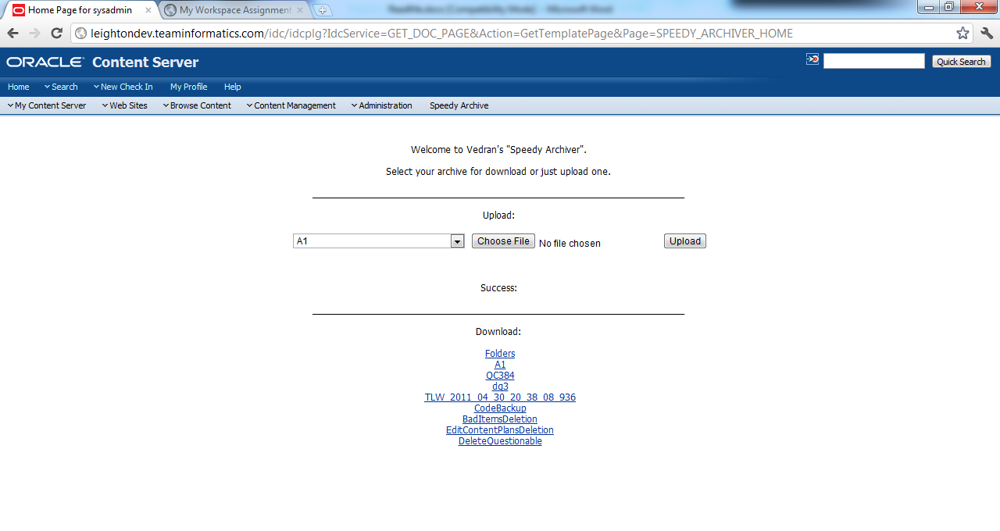 Home Page for sysadmin
My Workspace Assignment
ReadMe.docx [Compatibility Mode] - Microsoft Word
leightondev.teaminformatics.com/idc/idcplg?IdcService=GET_DOC_PAGE&Action=GetTemplatePage&Page=SPEEDY_ARCHIVER_HOME
ORACLE Content Server
Quick Search
Home Search New Check In My Profile Help
My Content Server Web Sites Browse Content Content Management Administration Speedy Archive
Welcome to Vedran's "Speedy Archiver".
Select your archive for download or just upload one.
Upload:
A1 Choose File No file chosen Upload
Success:
Download:
Folders
A1
QC384
dg3
TLW_2011_04_30_20_38_08_936
CodeBackup
BadItemsDeletion
EditContentPlansDeletion
DeleteQuestionable